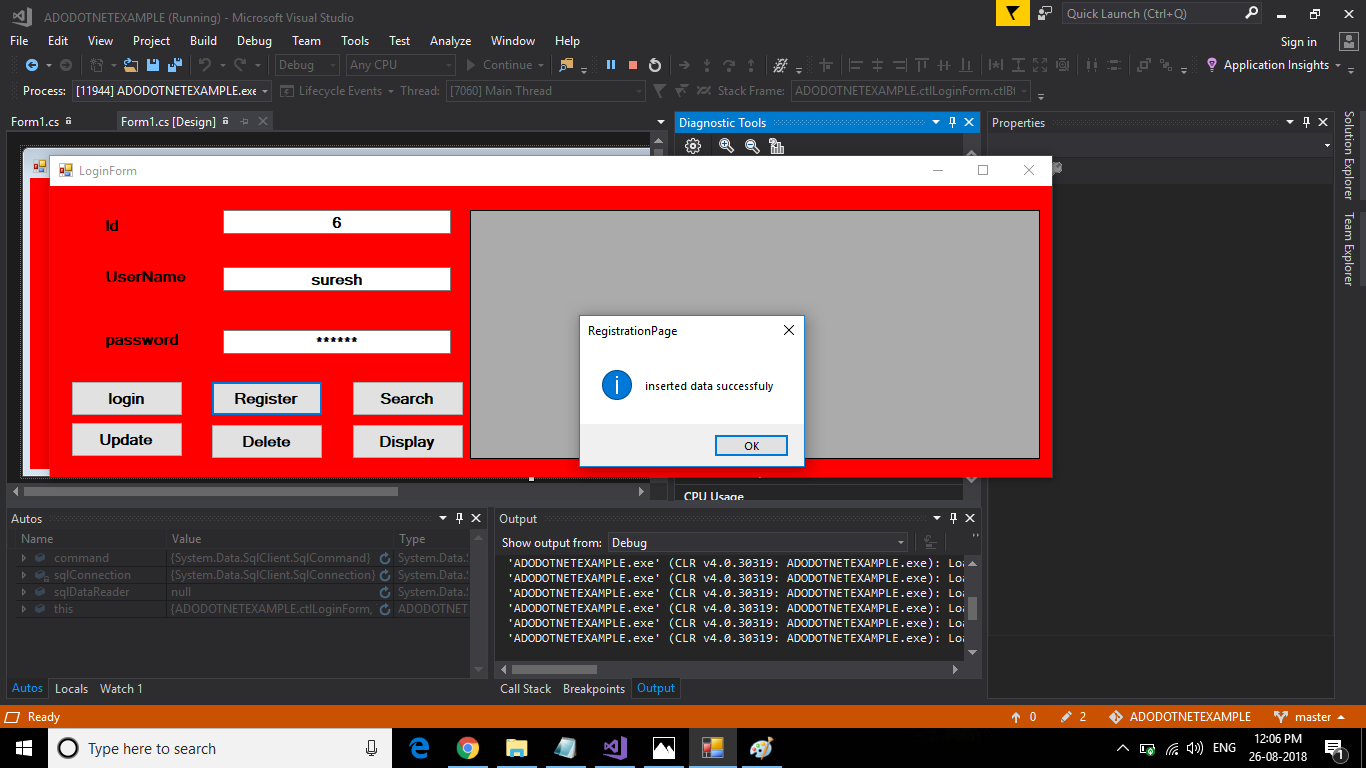 ADODOTNETEXAMPLE (Running) - Microsoft Visual Studio
Quick Launch (Ctrl+Q)
File Edit View Project Build Debug Team Tools Test Analyze Window Help
Sign in
Debug Any CPU Continue Application Insights
Process: [11944] ADODOTNETEXAMPLE.exe Lifecycle Events Thread: [7060] Main Thread Stack Frame: ADODOTNETEXAMPLE.ctlLoginForm.ctlBt
Form1.cs Form1.cs [Design]
Diagnostic Tools
Properties
Solution Explorer
Team Explorer
LoginForm
Id 6
UserName suresh
password ******
login Register Search
Update Delete Display
RegistrationPage
inserted data successfuly
OK
CPU Usage
Autos
Name Value Type
command {System.Data.SqlClient.SqlCommand} System.Data.
sqlConnection {System.Data.SqlClient.SqlConnection} System.Data.
sqlDataReader null System.Data.
this {ADODOTNETEXAMPLE.ctlLoginForm, ADODOTNET
Autos Locals Watch 1
Output
Show output from: Debug
'ADODOTNETEXAMPLE.exe' (CLR v4.0.30319: ADODOTNETEXAMPLE.exe): Loa
'ADODOTNETEXAMPLE.exe' (CLR v4.0.30319: ADODOTNETEXAMPLE.exe): Loa
'ADODOTNETEXAMPLE.exe' (CLR v4.0.30319: ADODOTNETEXAMPLE.exe): Loa
'ADODOTNETEXAMPLE.exe' (CLR v4.0.30319: ADODOTNETEXAMPLE.exe): Loa
'ADODOTNETEXAMPLE.exe' (CLR v4.0.30319: ADODOTNETEXAMPLE.exe): Loa
'ADODOTNETEXAMPLE.exe' (CLR v4.0.30319: ADODOTNETEXAMPLE.exe): Loa
Call Stack Breakpoints Output
Ready
0 2 ADODOTNETEXAMPLE master
Type here to search
ENG
12:06 PM
26-08-2018
1